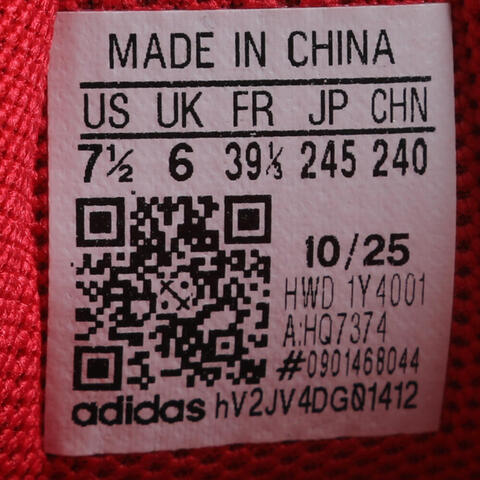 MADE IN CHINA
US UK FR JP CHN
7½ 6 39⅓ 245 240
10/25
HWD 1Y4001
A:HQ7374
#0901468044
adidas hV2JV4DG01412